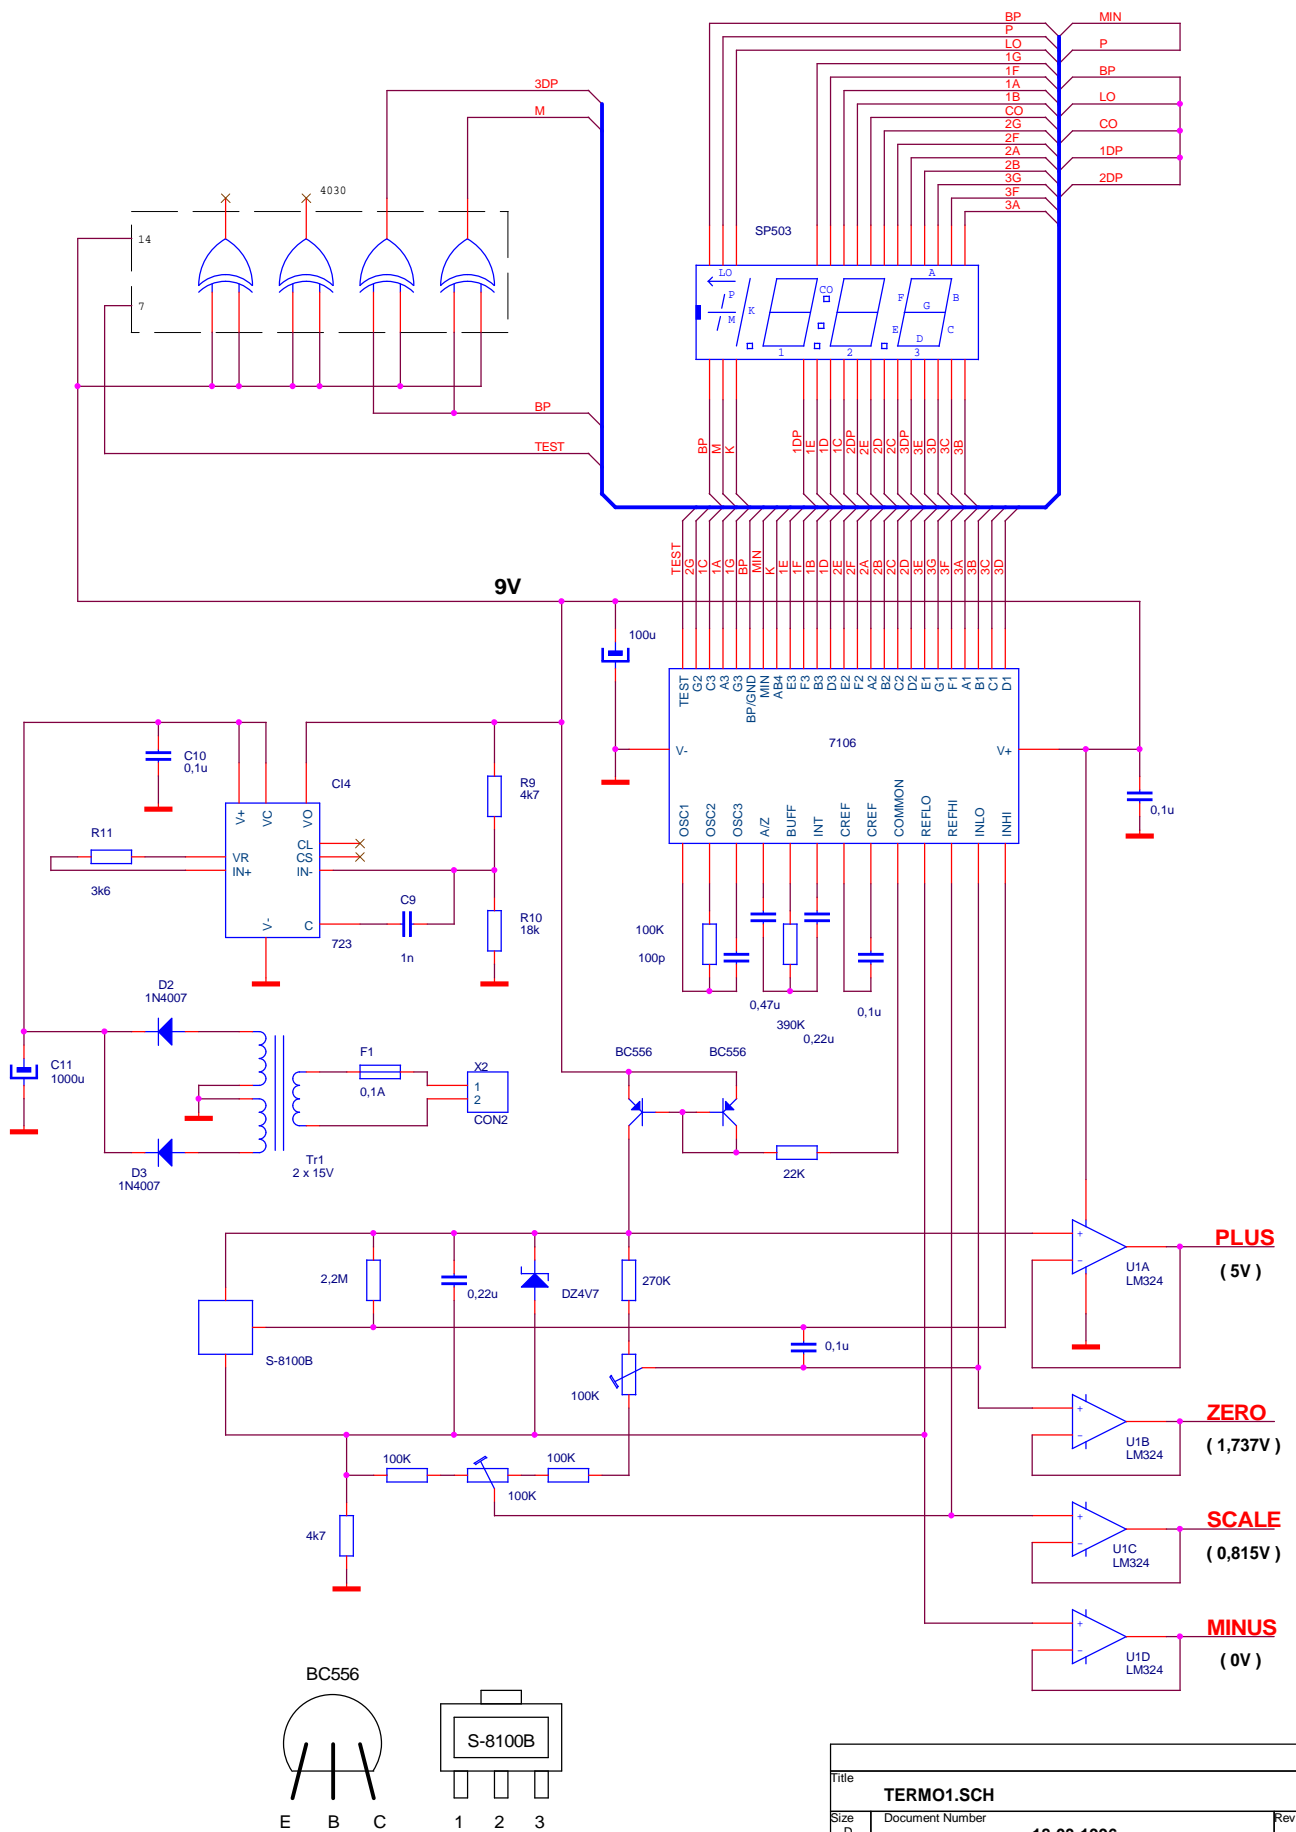 BP
P
LO
1G
1F
1A
1B
CO
2G
2F
2A
2B
3G
3F
3A
MIN
P
BP
LO
CO
1DP
2DP
3DP
M
4030
14
7
BP
TEST
SP503
LO
P
M
K
CO
1
2
3
A
F
B
G
E
C
D
BP
M
K
1DP
1E
1D
1C
2DP
2E
2D
2C
3DP
3E
3D
3C
3B
TEST
2G
1C
1A
1G
BP
MIN
K
1E
1F
1B
1D
2E
2F
2A
2B
2C
2D
3E
3G
3F
3A
3B
3C
3D
9V
100u
TEST
G2
C3
A3
G3
BP/GND
MIN
AB4
E3
F3
B3
D3
E2
F2
A2
B2
C2
D2
E1
G1
F1
A1
B1
C1
D1
V-
7106
V+
OSC1
OSC2
OSC3
A/Z
BUFF
INT
CREF
CREF
COMMON
REFLO
REFHI
INLO
INHI
0,1u
C10
0,1u
CI4
V+
VC
VO
CL
CS
VR
IN+
IN-
V-
C
723
R11
3k6
R9
4k7
C9
1n
R10
18k
100K
100p
0,47u
390K
0,22u
0,1u
D2
1N4007
C11
1000u
F1
0,1A
X2
1
2
CON2
D3
1N4007
Tr1
2 x 15V
BC556
BC556
22K
2,2M
0,22u
DZ4V7
270K
S-8100B
100K
0,1u
100K
100K
100K
4k7
+
-
U1A
LM324
PLUS
( 5V )
+
-
U1B
LM324
ZERO
( 1,737V )
+
-
U1C
LM324
SCALE
( 0,815V )
+
-
U1D
LM324
MINUS
( 0V )
BC556
E B C
S-8100B
1 2 3
Title
TERMO1.SCH
Size
Document Number
Rev